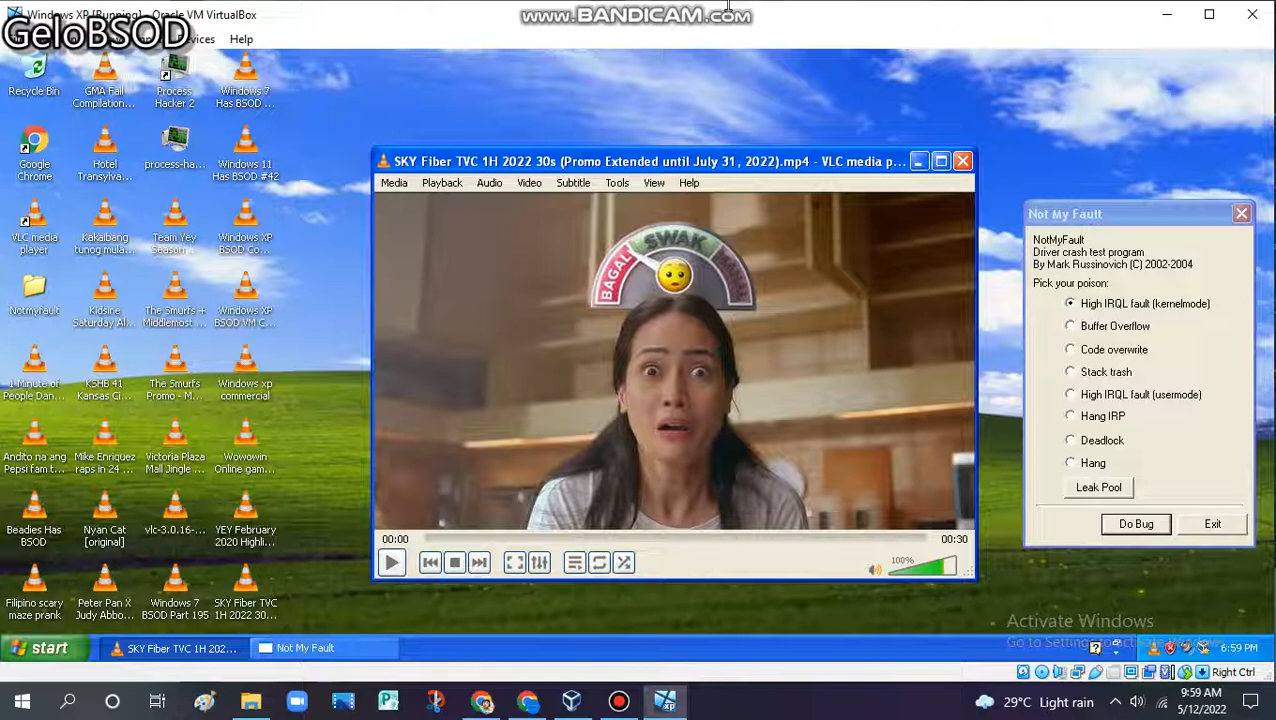 Windows XP [Running] - Oracle VM VirtualBox
www.BANDICAM.com
GeloBSOD
Devices
Help
Recycle Bin
GMA Fail
Compilation...
Process
Hacker 2
Windows 7
Has BSOD ...
Google
Chrome
Hotel
Transylva...
process-ha...
Windows 11
Has BSOD #42
VLC media
player
Kakaibang
tunog mula...
Team Yey
Season...
Windows XP
BSOD Co...
Notmyfault
Kidsine
Saturday Al...
The Smurfs +
Middlemost ...
Windows XP
BSOD VM C...
1 Minute of
People Dan...
KSHB 41
Kansas Ci...
The Smurfs
Promo - M...
Windows xp
commercial
Andito na ang
Pepsi fam t...
Mike Enriquez
raps in 24 ...
Victoria Plaza
Mall Jingle ...
Wowowin
Online gam...
Beadies Has
BSOD
Nyan Cat
[original]
vlc-3.0.16-...
YEY February
2020 Highli...
Filipino scary
maze prank
Peter Pan X
Judy Abbo...
Windows 7
BSOD Part 195
SKY Fiber TVC
1H 2022 30...
SKY Fiber TVC 1H 2022 30s (Promo Extended until July 31, 2022).mp4 - VLC media p...
Media Playback Audio Video Subtitle Tools View Help
BAGAL SWAK
00:00
00:30
100%
Not My Fault
NotMyFault
Driver crash test program
By Mark Russinovich (C) 2002-2004
Pick your poison:
High IRQL fault (kernelmode)
Buffer Overflow
Code overwrite
Stack trash
High IRQL fault (usermode)
Hang IRP
Deadlock
Hang
Leak Pool
Do Bug
Exit
Activate Windows
Go to Settings to activate Windows.
start
SKY Fiber TVC 1H 202...
Not My Fault
6:59 PM
Right Ctrl
29°C Light rain
9:59 AM
5/12/2022